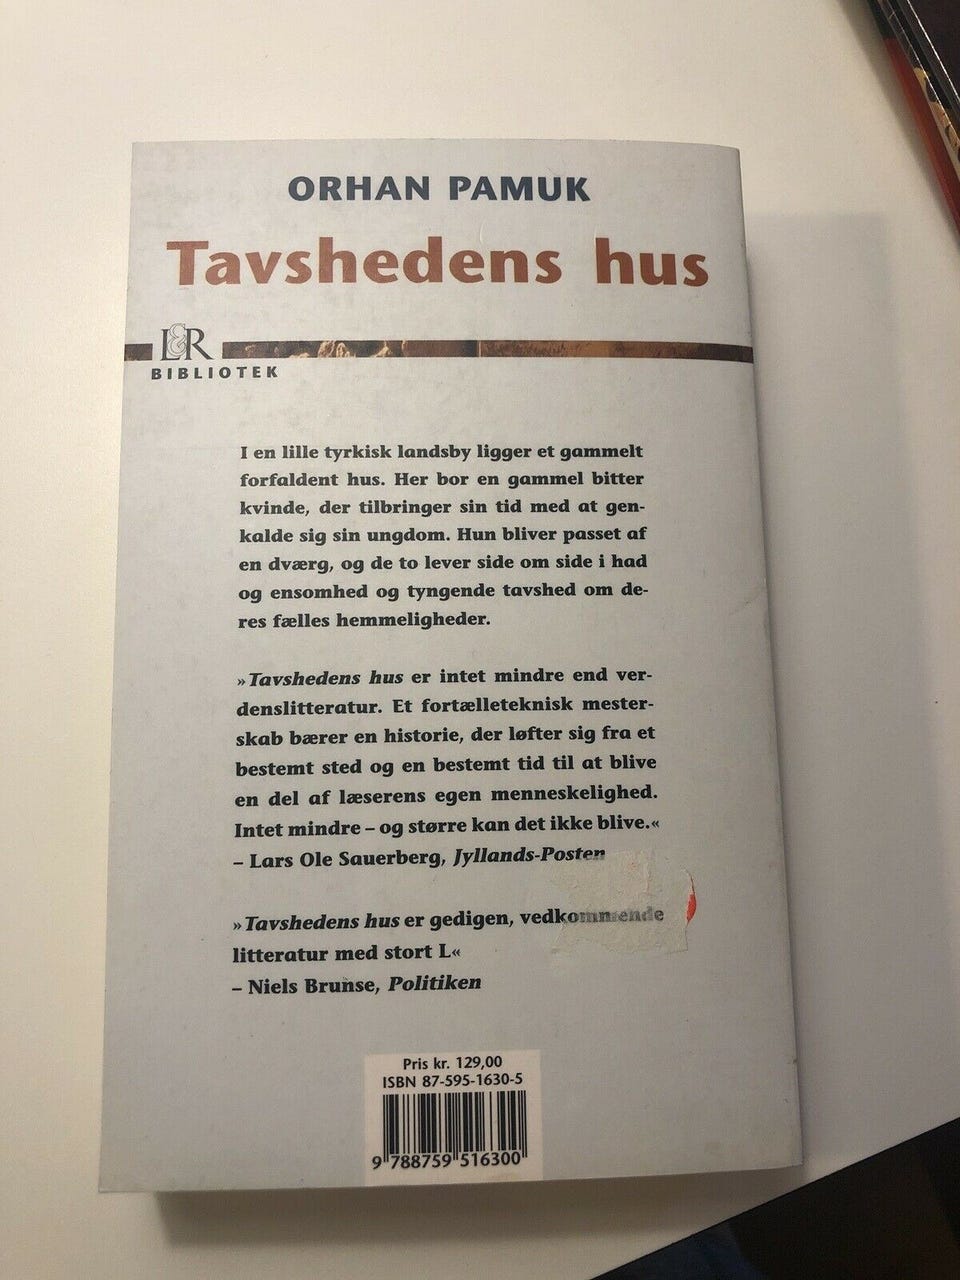 ORHAN PAMUK
Tavshedens hus
L&R
BIBLIOTEK
I en lille tyrkisk landsby ligger et gammelt
forfaldent hus. Her bor en gammel bitter
kvinde, der tilbringer sin tid med at gen-
kalde sig sin ungdom. Hun bliver passet af
en dværg, og de to lever side om side i had
og ensomhed og tyngende tavshed om de-
res fælles hemmeligheder.
»Tavshedens hus er intet mindre end ver-
denslitteratur. Et fortælleteknisk mester-
skab bærer en historie, der løfter sig fra et
bestemt sted og en bestemt tid til at blive
en del af læserens egen menneskelighed.
Intet mindre – og større kan det ikke blive.«
– Lars Ole Sauerberg, Jyllands-Posten
»Tavshedens hus er gedigen, vedkommende
litteratur med stort L«
– Niels Brunse, Politiken
Pris kr. 129,00
ISBN 87-595-1630-5
9 788759 516300